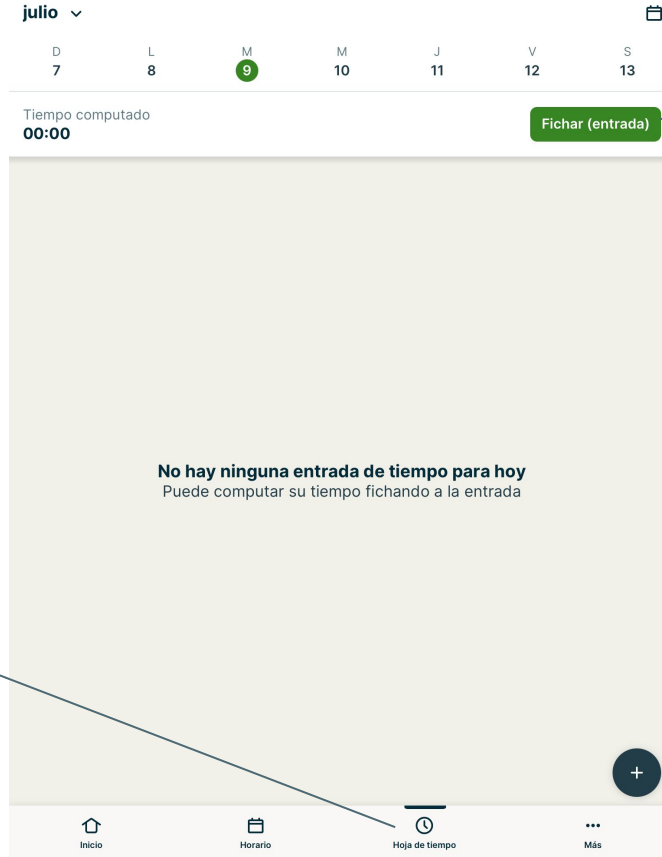 julio
D L M M J V S
7 8 9 10 11 12 13
Tiempo computado
00:00
Fichar (entrada)
No hay ninguna entrada de tiempo para hoy
Puede computar su tiempo fichando a la entrada
Inicio Horario Hoja de tiempo Más